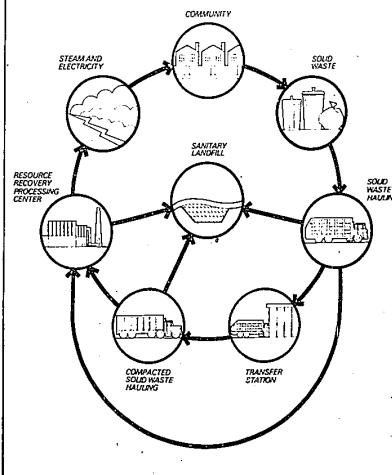 COMMUNITY
STEAM AND
ELECTRICITY
SOLID
WASTE
SANITARY
LANDFILL
RESOURCE
RECOVERY
PROCESSING
CENTER
SOLID
WASTE
HAULING
COMPACTED
SOLID WASTE
HAULING
TRANSFER
STATION